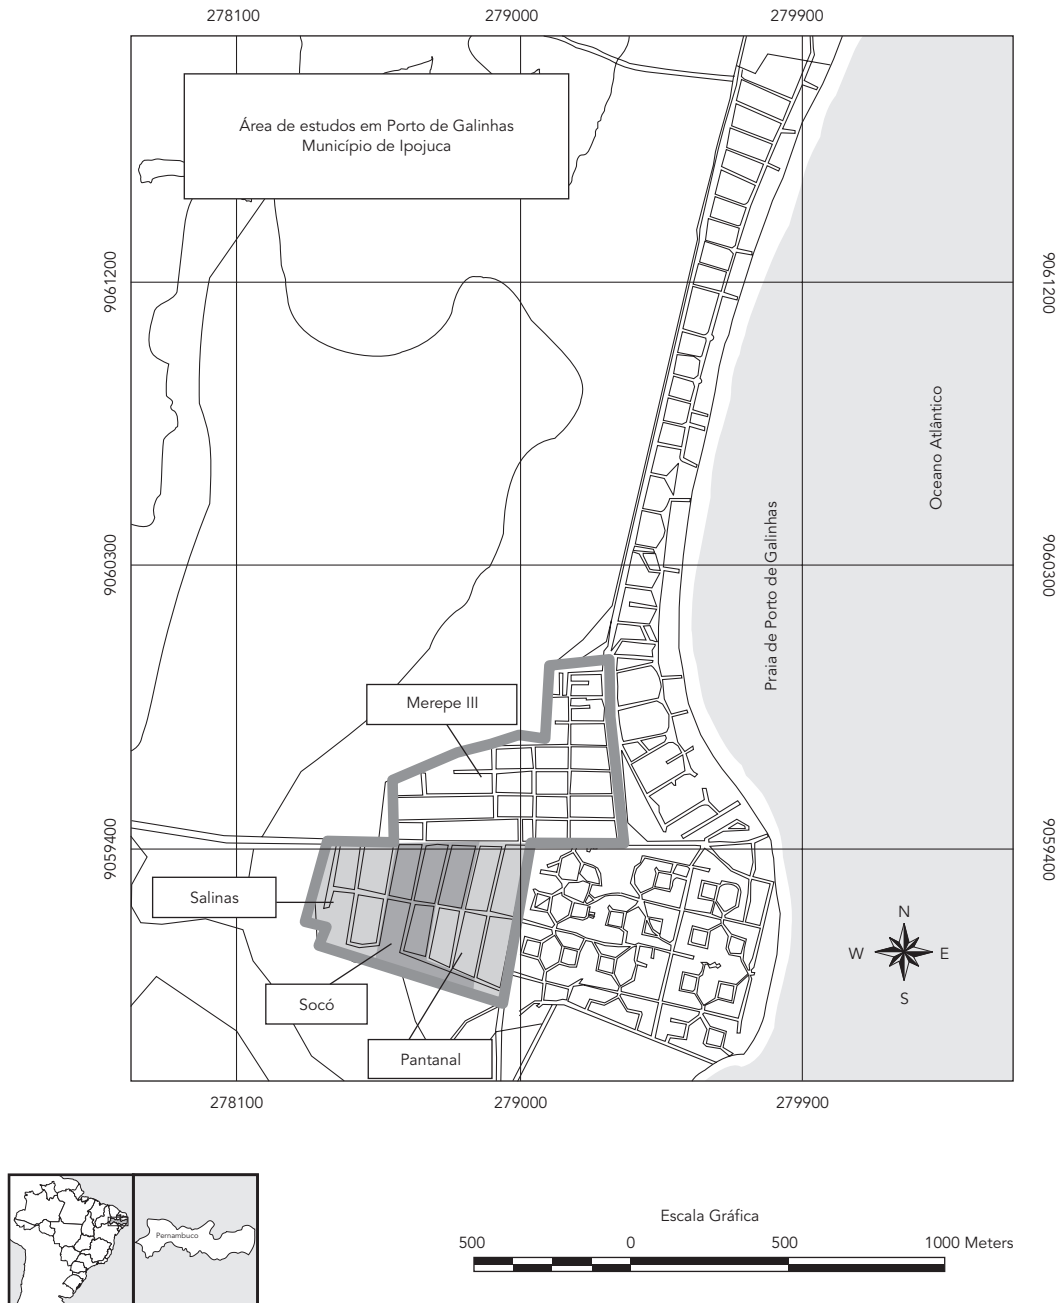 278100
279000
279900
Área de estudos em Porto de Galinhas
Município de Ipojuca
9061200
9061200
Oceano Atlântico
Praia de Porto de Galinhas
9060300
9060300
Merepe III
9059400
9059400
Salinas
N
W
E
S
Socó
Pantanal
278100
279000
279900
Pernambuco
Escala Gráfica
500
0
500
1000 Meters